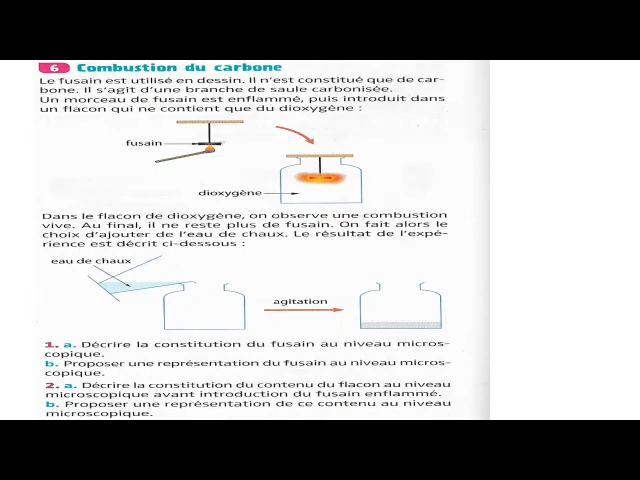 6 Combustion du carbone
Le fusain est utilisé en dessin. Il n'est constitué que de car-
bone. Il s'agit d'une branche de saule carbonisée.
Un morceau de fusain est enflammé, puis introduit dans
un flacon qui ne contient que du dioxygène :
fusain
dioxygène
Dans le flacon de dioxygène, on observe une combustion
vive. Au final, il ne reste plus de fusain. On fait alors le
choix d'ajouter de l'eau de chaux. Le résultat de l'expé-
rience est décrit ci-dessous :
eau de chaux
agitation
1. a. Décrire la constitution du fusain au niveau micros-
copique.
b. Proposer une représentation du fusain au niveau micros-
copique.
2. a. Décrire la constitution du contenu du flacon au niveau
microscopique avant introduction du fusain enflammé.
b. Proposer une représentation de ce contenu au niveau
microscopique.